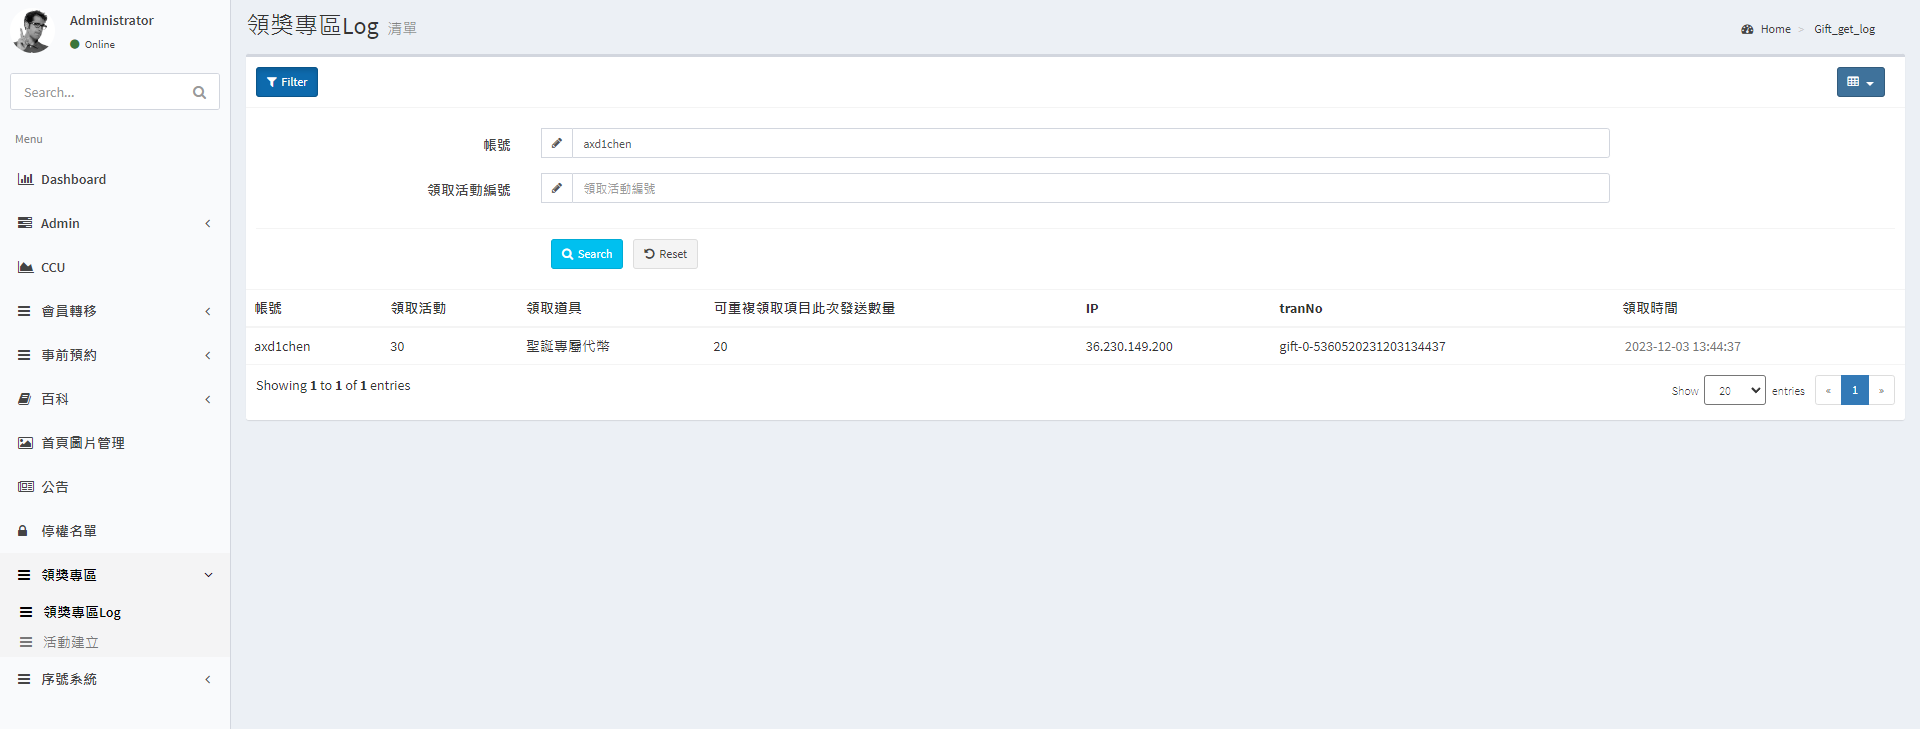 Administrator
Online
Search...
Menu
Dashboard
Admin
CCU
會員轉移
事前預約
百科
首頁圖片管理
公告
停權名單
領獎專區
領獎專區Log
活動建立
序號系統
領獎專區Log 清單
Home > Gift_get_log
Filter
帳號 axd1chen
領取活動編號 領取活動編號
Search Reset
帳號 領取活動 領取道具 可重複領取項目此次發送數量 IP tranNo 領取時間
axd1chen 30 聖誕專屬代幣 20 36.230.149.200 gift-0-5360520231203134437 2023-12-03 13:44:37
Showing 1 to 1 of 1 entries
Show 20 entries « 1 »